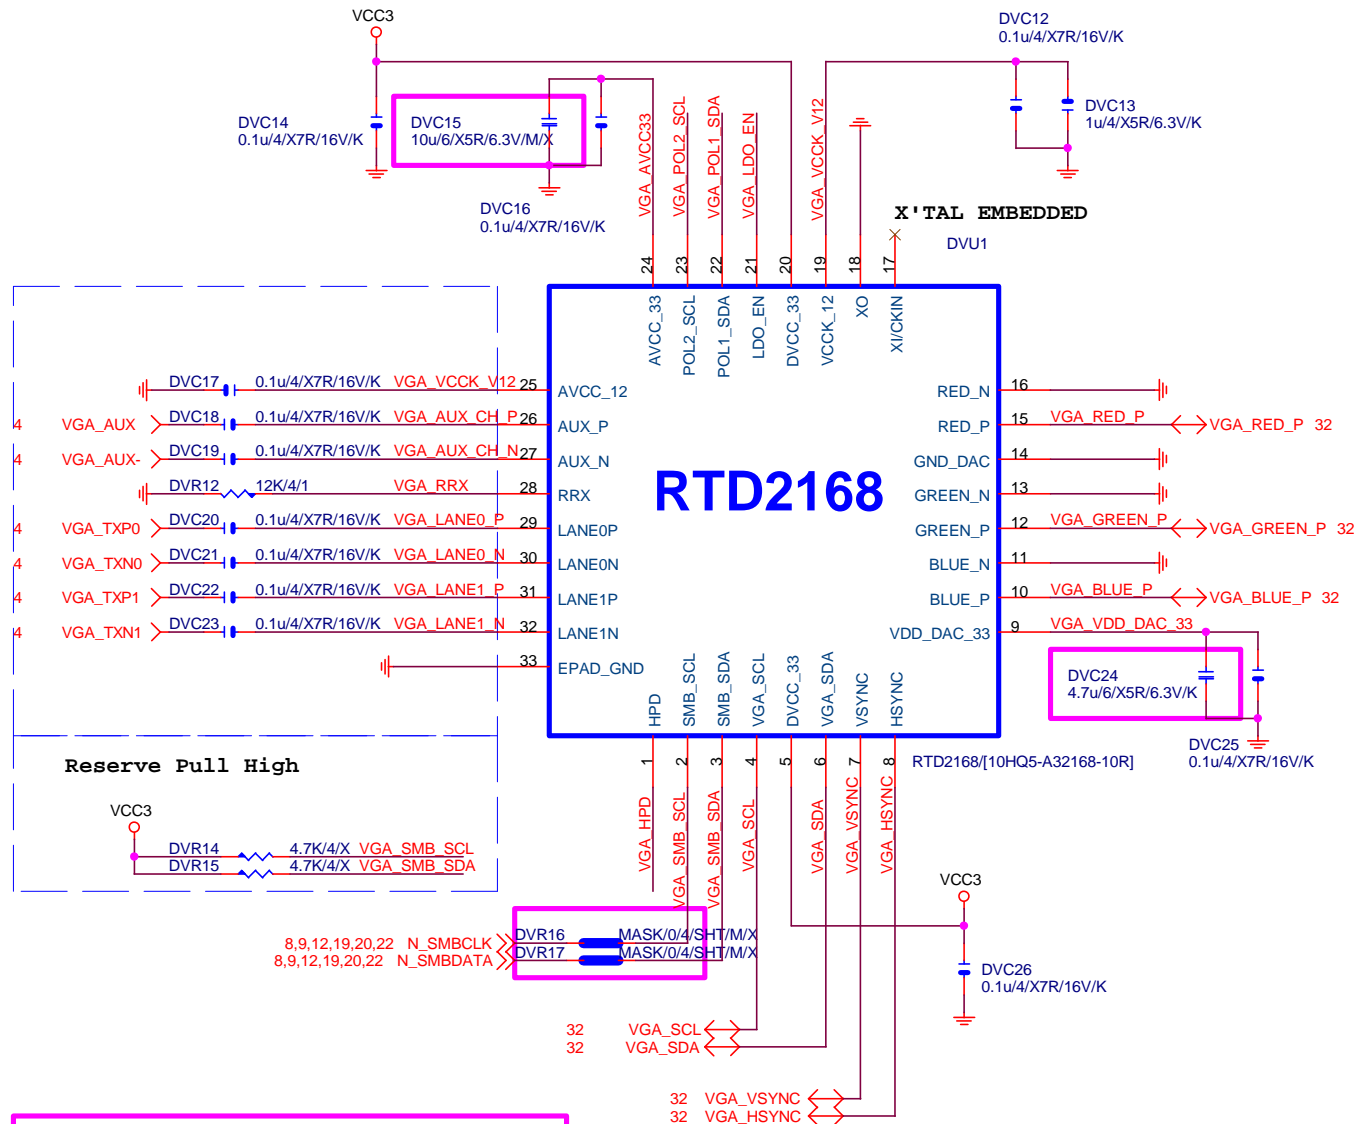 VCC3
DVC12
0.1u/4/X7R/16V/K
DVC14
0.1u/4/X7R/16V/K
DVC15
10u/6/X5R/6.3V/M/X
DVC13
1u/4/X5R/6.3V/K
DVC16
0.1u/4/X7R/16V/K
VGA_AVCC33
VGA_POL2_SCL
VGA_POL1_SDA
VGA_LDO_EN
VGA_VCCK_V12
X'TAL EMBEDDED
DVU1
24 23 22 21 20 19 18 17
AVCC_33
POL2_SCL
POL1_SDA
LDO_EN
DVCC_33
VCCK_12
XO
XI/CKIN
DVC17 0.1u/4/X7R/16V/K VGA_VCCK_V12 25 AVCC_12
4 VGA_AUX DVC18 0.1u/4/X7R/16V/K VGA_AUX_CH_P 26 AUX_P
4 VGA_AUX- DVC19 0.1u/4/X7R/16V/K VGA_AUX_CH_N 27 AUX_N
DVR12 12K/4/1 VGA_RRX 28 RRX
4 VGA_TXP0 DVC20 0.1u/4/X7R/16V/K VGA_LANE0_P 29 LANE0P
4 VGA_TXN0 DVC21 0.1u/4/X7R/16V/K VGA_LANE0_N 30 LANE0N
4 VGA_TXP1 DVC22 0.1u/4/X7R/16V/K VGA_LANE1_P 31 LANE1P
4 VGA_TXN1 DVC23 0.1u/4/X7R/16V/K VGA_LANE1_N 32 LANE1N
33 EPAD_GND
RTD2168
RED_N 16
RED_P 15 VGA_RED_P VGA_RED_P 32
GND_DAC 14
GREEN_N 13
GREEN_P 12 VGA_GREEN_P VGA_GREEN_P 32
BLUE_N 11
BLUE_P 10 VGA_BLUE_P VGA_BLUE_P 32
VDD_DAC_33 9 VGA_VDD_DAC_33
DVC24
4.7u/6/X5R/6.3V/K
DVC25
0.1u/4/X7R/16V/K
HPD
SMB_SCL
SMB_SDA
VGA_SCL
DVCC_33
VGA_SDA
VSYNC
HSYNC
1 2 3 4 5 6 7 8
RTD2168/[10HQ5-A32168-10R]
VGA_HPD
VGA_SMB_SCL
VGA_SMB_SDA
VGA_SCL
VGA_SDA
VGA_VSYNC
VGA_HSYNC
Reserve Pull High
VCC3
DVR14 4.7K/4/X VGA_SMB_SCL
DVR15 4.7K/4/X VGA_SMB_SDA
8,9,12,19,20,22 N_SMBCLK DVR16 MASK/0/4/SHT/M/X
8,9,12,19,20,22 N_SMBDATA DVR17 MASK/0/4/SHT/M/X
VCC3
DVC26
0.1u/4/X7R/16V/K
32 VGA_SCL
32 VGA_SDA
32 VGA_VSYNC
32 VGA_HSYNC